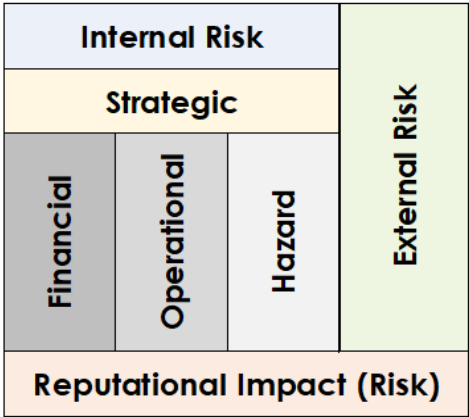 Internal Risk
Strategic
Financial
Operational
Hazard
External Risk
Reputational Impact (Risk)